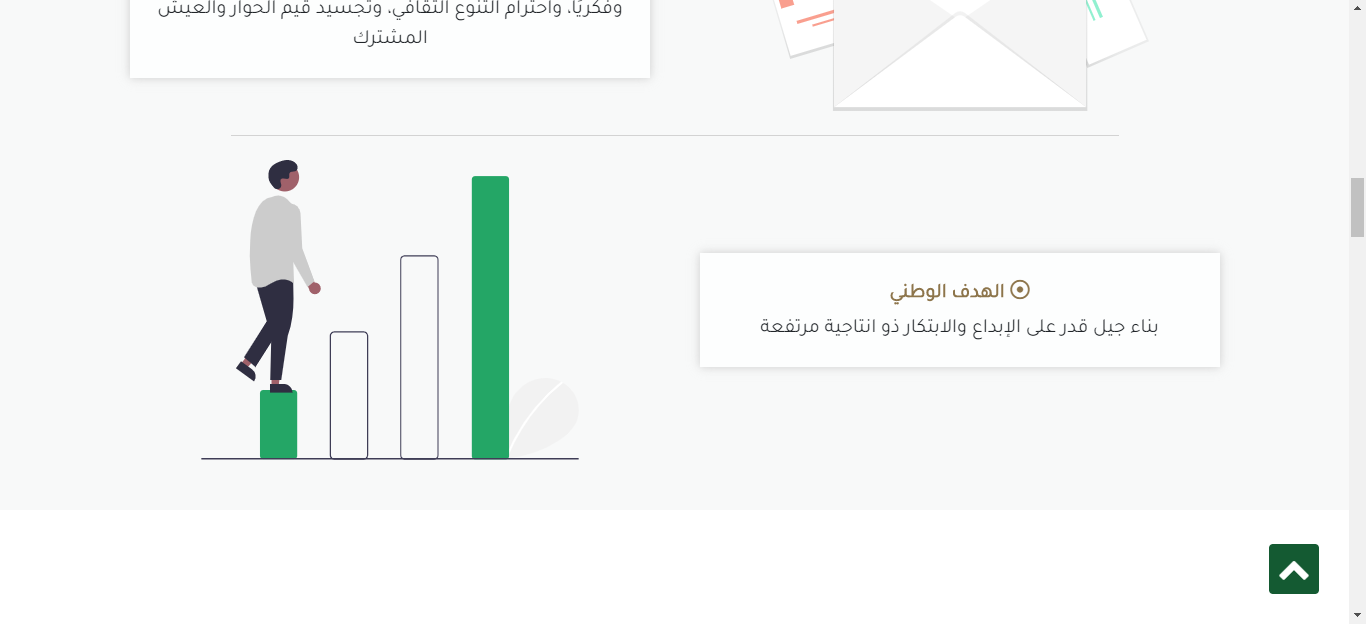 وفكريًا، واحترام التنوع الثقافي، وتجسيد قيم الحوار والعيش
المشترك
الهدف الوطني
بناء جيل قدر على الإبداع والابتكار ذو انتاجية مرتفعة